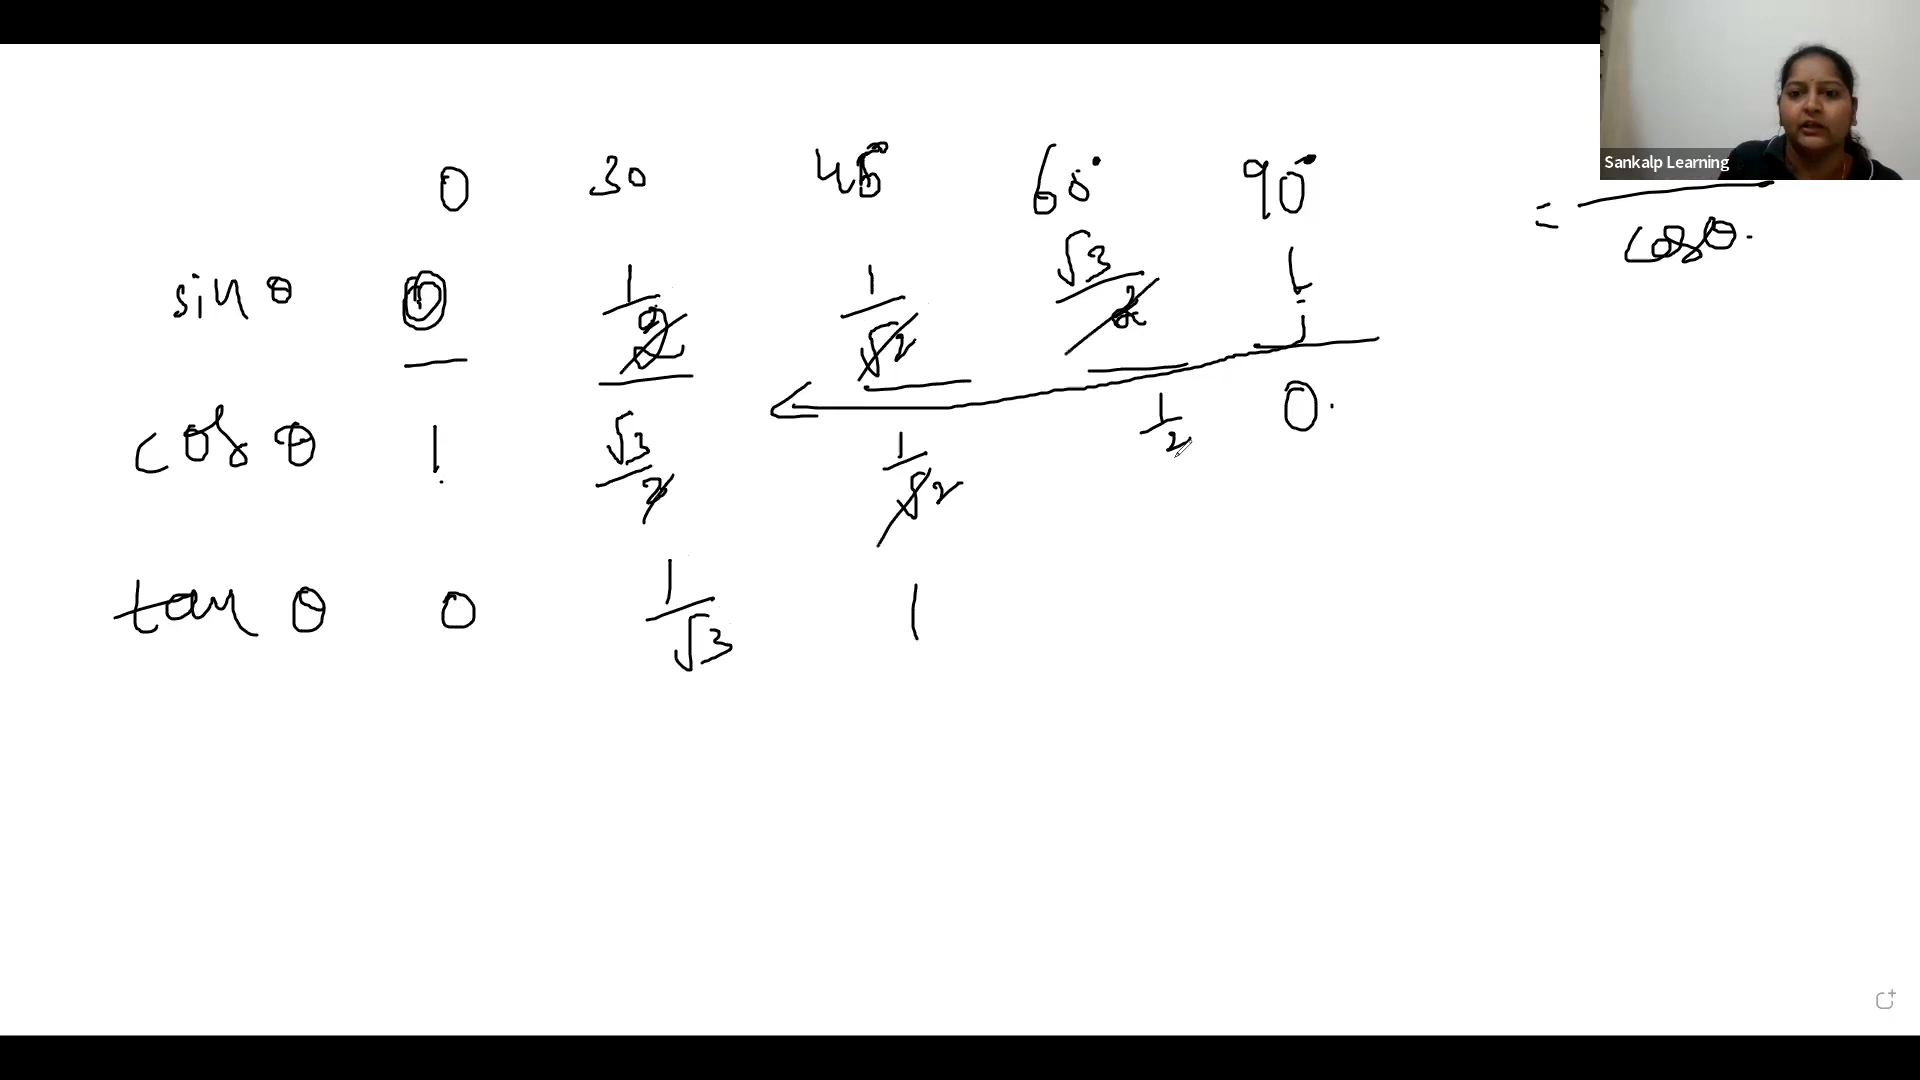 Sankalp Learning
0 30 45° 60° 90°
= cosθ.
sin θ 0 1/2 1/√2 √3/2 1
cos θ 1 √3/2 1/√2 1/2 0.
tan θ 0 1/√3 1